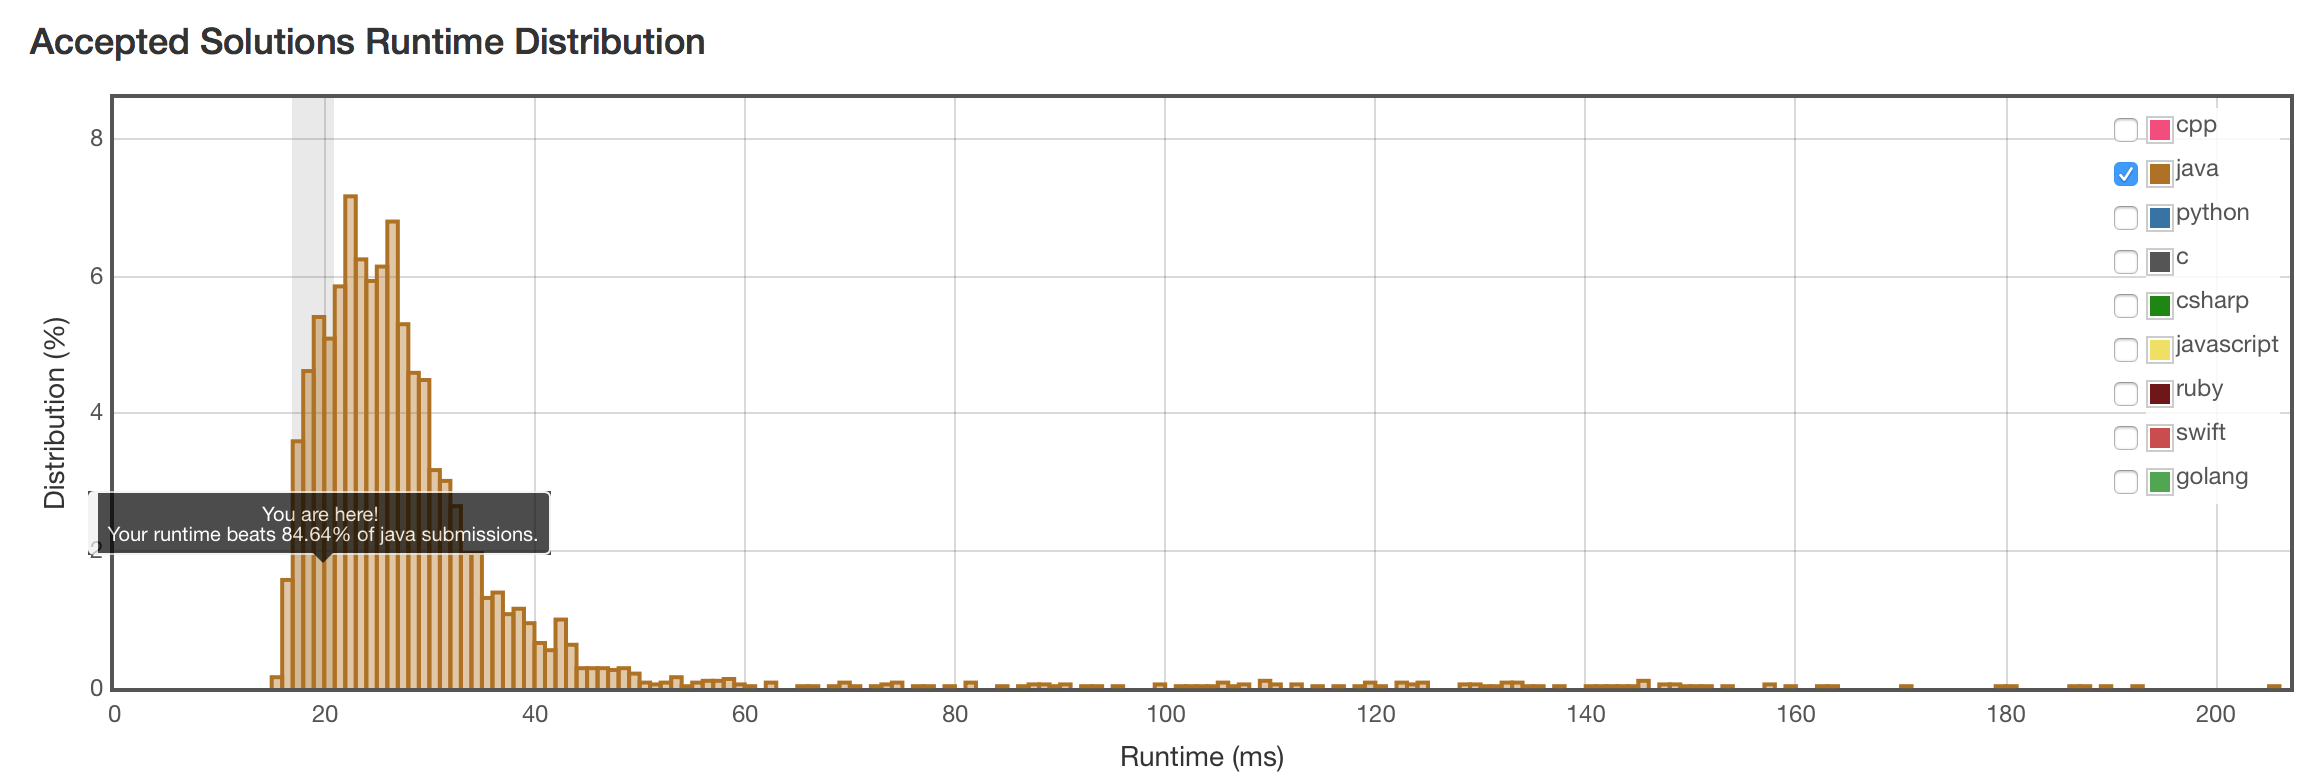 Accepted Solutions Runtime Distribution
8
6
4
2
0
Distribution (%)
You are here!
Your runtime beats 84.64% of java submissions.
cpp
java
python
c
csharp
javascript
ruby
swift
golang
0 20 40 60 80 100 120 140 160 180 200
Runtime (ms)